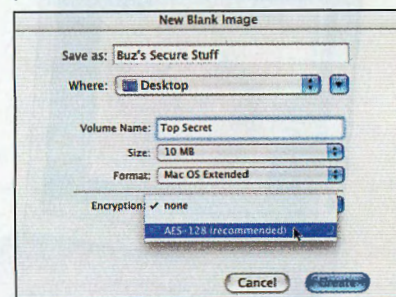 New Blank Image
Save as: Buz's Secure Stuff
Where: Desktop
Volume Name: Top Secret
Size: 10 MB
Format: Mac OS Extended
Encryption: ✓ none
AES-128 (recommended)
Cancel Create